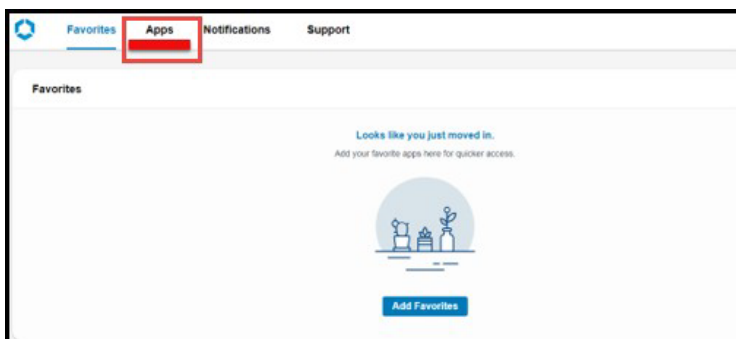 Favorites Apps Notifications Support
Favorites
Looks like you just moved in.
Add your favorite apps here for quicker access.
Add Favorites